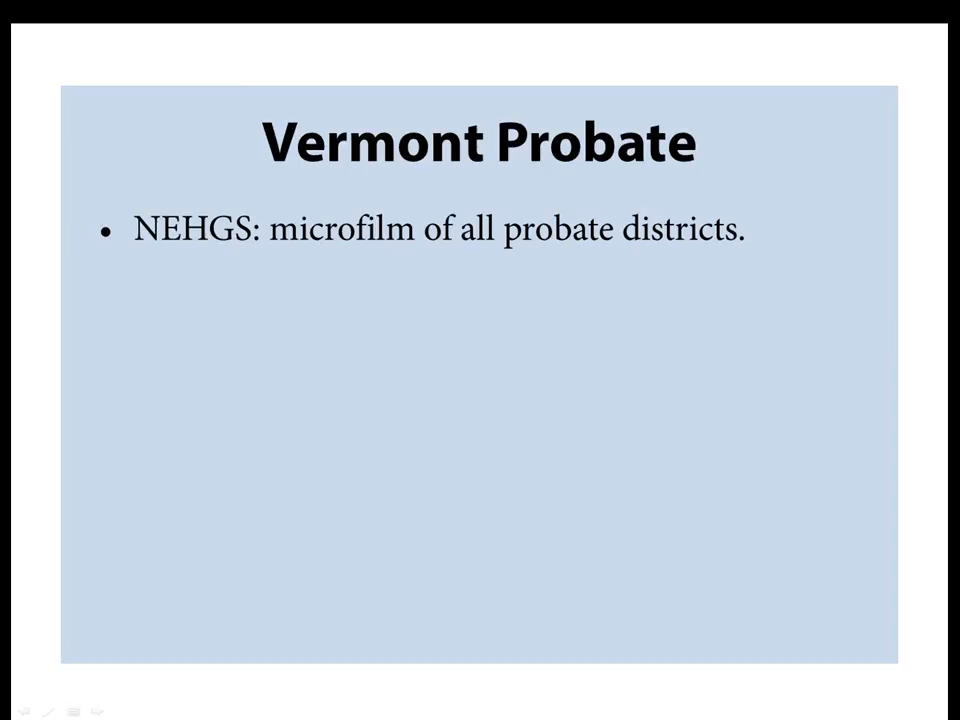 Vermont Probate
• NEHGS: microfilm of all probate districts.